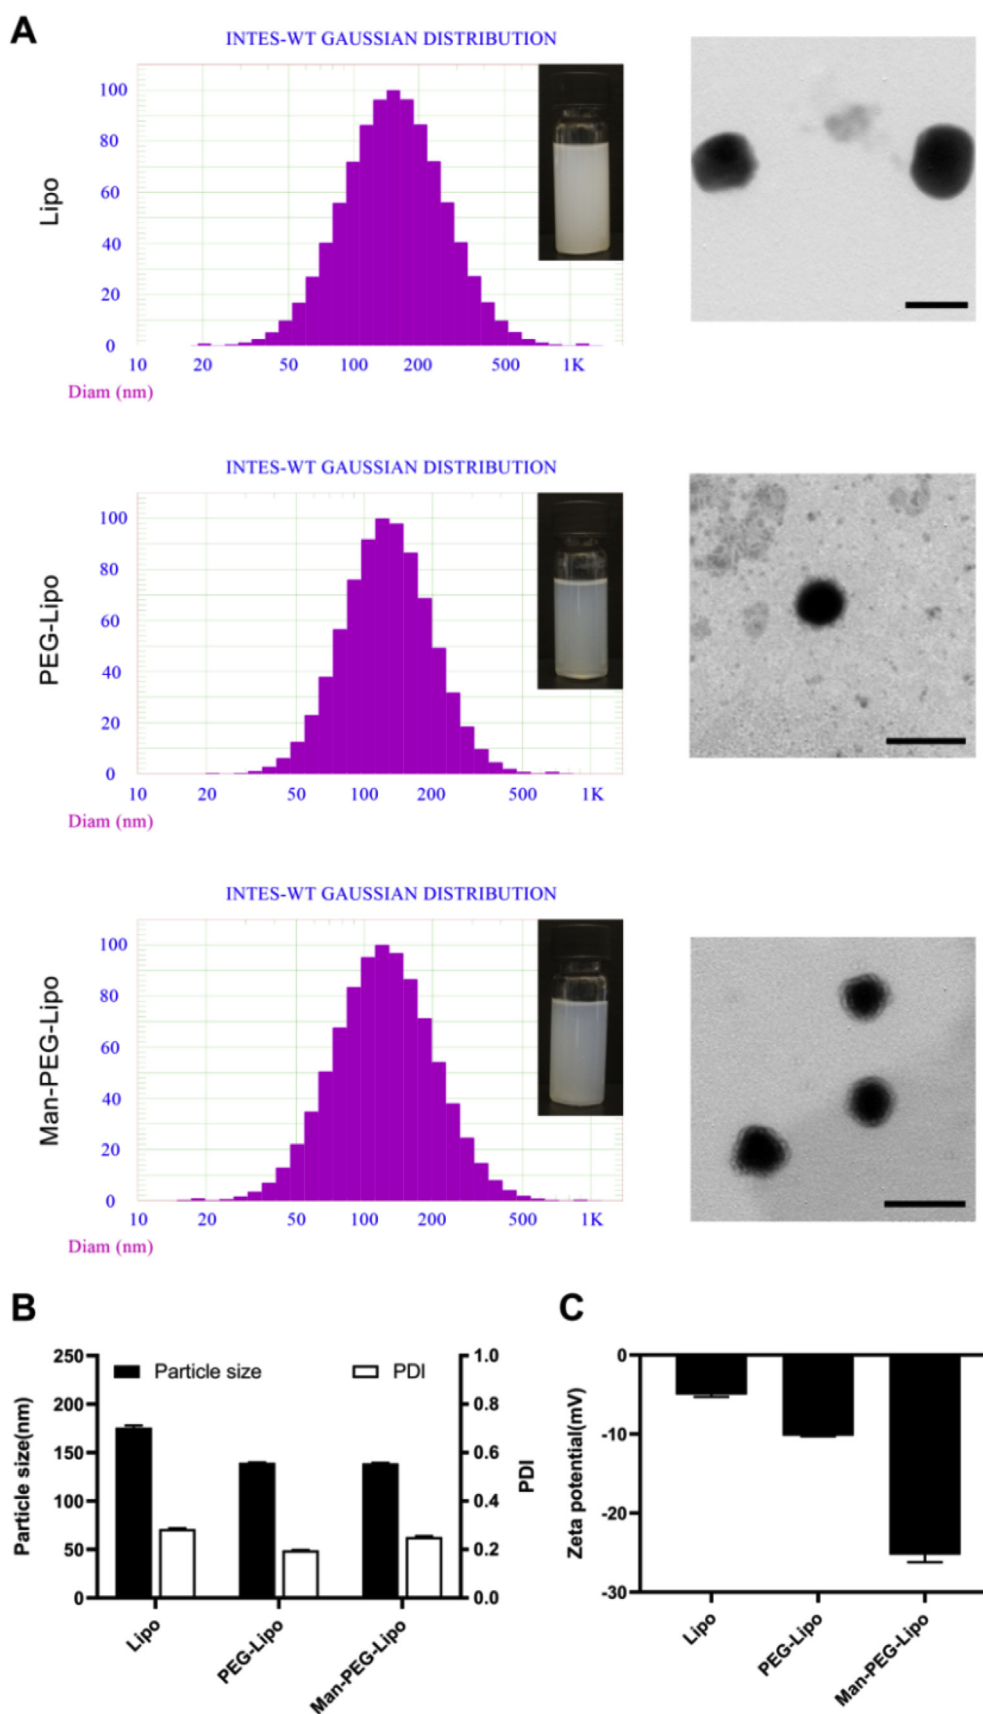 A
INTES-WT GAUSSIAN DISTRIBUTION
Lipo
100
80
60
40
20
0
10 20 50 100 200 500 1K
Diam (nm)
INTES-WT GAUSSIAN DISTRIBUTION
PEG-Lipo
100
80
60
40
20
0
10 20 50 100 200 500 1K
Diam (nm)
INTES-WT GAUSSIAN DISTRIBUTION
Man-PEG-Lipo
100
80
60
40
20
0
10 20 50 100 200 500 1K
Diam (nm)
B
Particle size PDI
Particle size(nm)
250
200
150
100
50
0
1.0
0.8
0.6
0.4
0.2
0.0
PDI
Lipo
PEG-Lipo
Man-PEG-Lipo
C
Zeta potential(mV)
0
-10
-20
-30
Lipo
PEG-Lipo
Man-PEG-Lipo